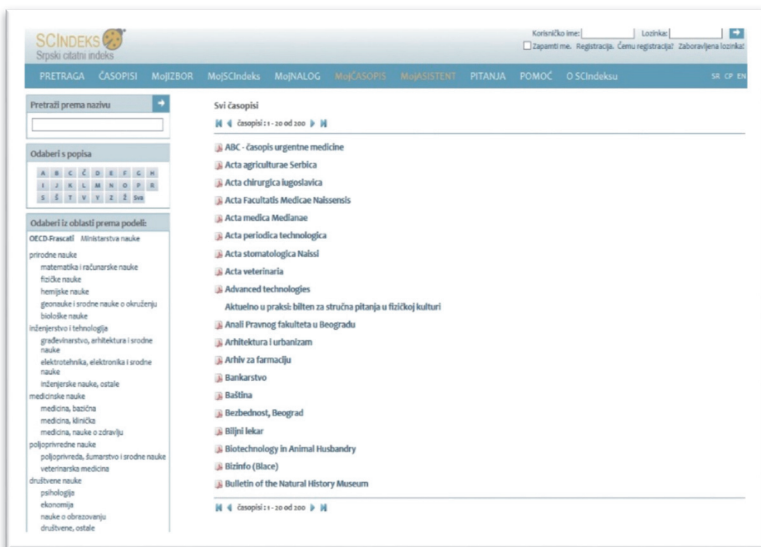 SCINDEKS
Srpski citatni indeks
Korisničko ime: Lozinka:
Zapamti me. Registracija. Čemu registracija? Zaboravljena lozinka?
PRETRAGA ČASOPISI MojIZBOR MojSCIndeks MojNALOG MojČASOPIS MojASISTENT PITANJA POMOĆ O SCIndeksu SR CP EN
Pretraži prema nazivu
Odaberi s popisa
A B C Č D E F G H
I J K L M N O P R
S Š T V Y Z Ž Sve
Odaberi iz oblasti prema podeli:
OECD-Frascati Ministarstva nauke
prirodne nauke
matematika i računarske nauke
fizičke nauke
hemijske nauke
geonauke i srodne nauke o okruženju
biološke nauke
inženjerstvo i tehnologija
građevinarstvo, arhitektura i srodne
nauke
elektrotehnika, elektronika i srodne
nauke
inženjerske nauke, ostale
medicinske nauke
medicina, bazična
medicina, klinička
medicina, nauke o zdravlju
poljoprivredne nauke
poljoprivreda, šumarstvo i srodne nauke
veterinarska medicina
društvene nauke
psihologija
ekonomija
nauke o obrazovanju
društvene, ostale
Svi časopisi
časopisi : 1 - 20 od 200
ABC - časopis urgentne medicine
Acta agriculturae Serbica
Acta chirurgica iugoslavica
Acta Facultatis Medicae Naissensis
Acta medica Medianae
Acta periodica technologica
Acta stomatologica Naissi
Acta veterinaria
Advanced technologies
Aktuelno u praksi: bilten za stručna pitanja u fizičkoj kulturi
Anali Pravnog fakulteta u Beogradu
Arhitektura i urbanizam
Arhiv za farmaciju
Bankarstvo
Baština
Bezbednost, Beograd
Biljni lekar
Biotechnology in Animal Husbandry
Bizinfo (Blace)
Bulletin of the Natural History Museum
časopisi : 1 - 20 od 200